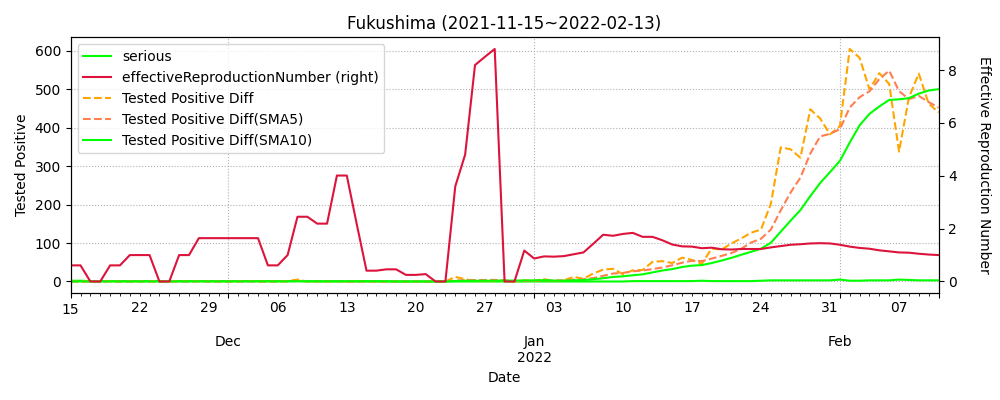 Fukushima (2021-11-15~2022-02-13)
serious
effectiveReproductionNumber (right)
Tested Positive Diff
Tested Positive Diff(SMA5)
Tested Positive Diff(SMA10)
Tested Positive
600
500
400
300
200
100
0
8
6
4
2
0
Effective Reproduction Number
15 22 29 06 13 20 27 03 10 17 24 31 07
Dec Jan Feb
2022
Date